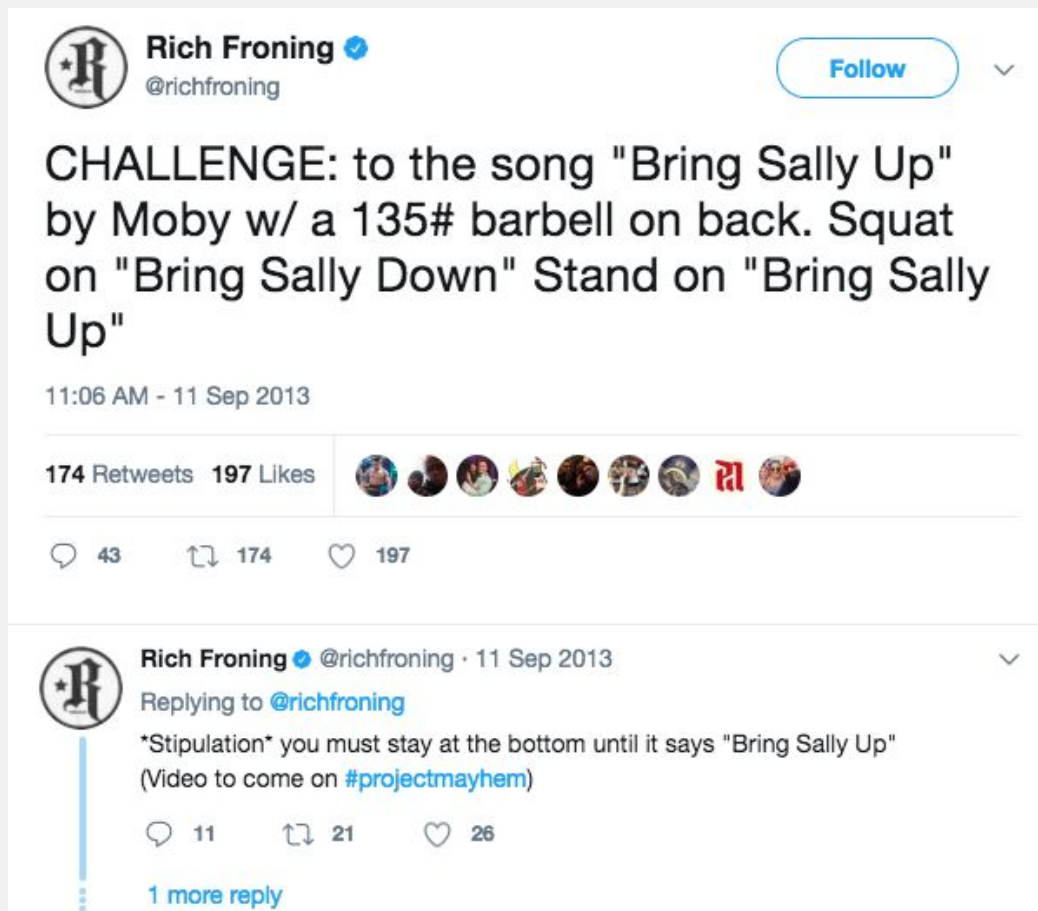 Rich Froning
@richfroning
Follow
CHALLENGE: to the song "Bring Sally Up"
by Moby w/ a 135# barbell on back. Squat
on "Bring Sally Down" Stand on "Bring Sally
Up"
11:06 AM - 11 Sep 2013
174 Retweets 197 Likes
43 174 197
Rich Froning @richfroning · 11 Sep 2013
Replying to @richfroning
*Stipulation* you must stay at the bottom until it says "Bring Sally Up"
(Video to come on #projectmayhem)
11 21 26
1 more reply